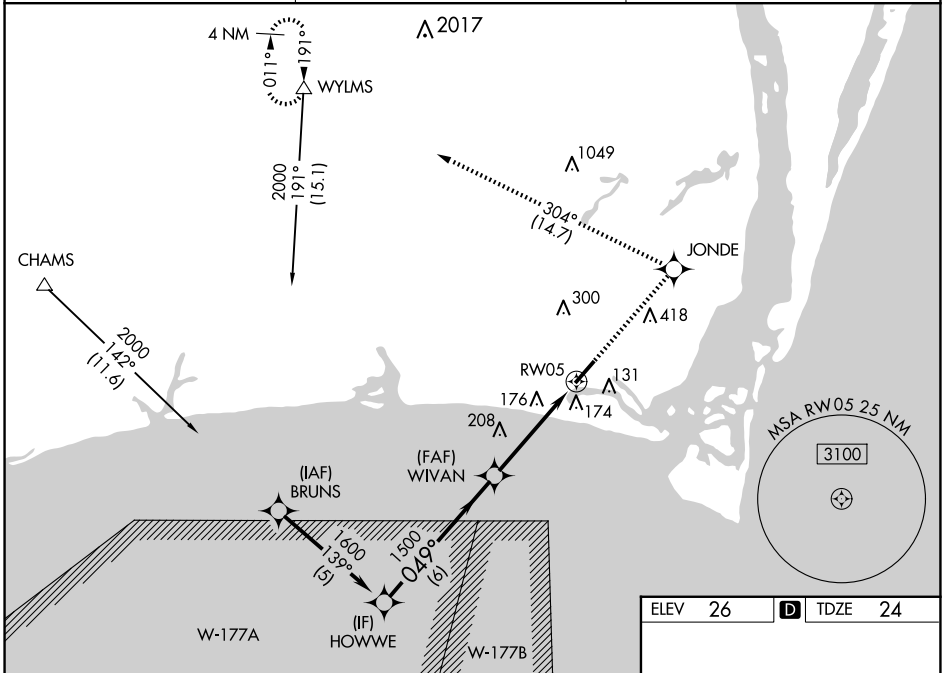 2017
4 NM
011°
191°
WYLMS
2000
191°
(15.1)
1049
304°
(14.7)
JONDE
CHAMS
2000
142°
(11.6)
300
418
RW05
131
176
174
208
MSA RW05 25 NM
3100
(FAF)
WIVAN
(IAF)
BRUNS
1600
139°
(5)
1500
049°
(6)
(IF)
HOWWE
W-177A
W-177B
ELEV 26 D TDZE 24